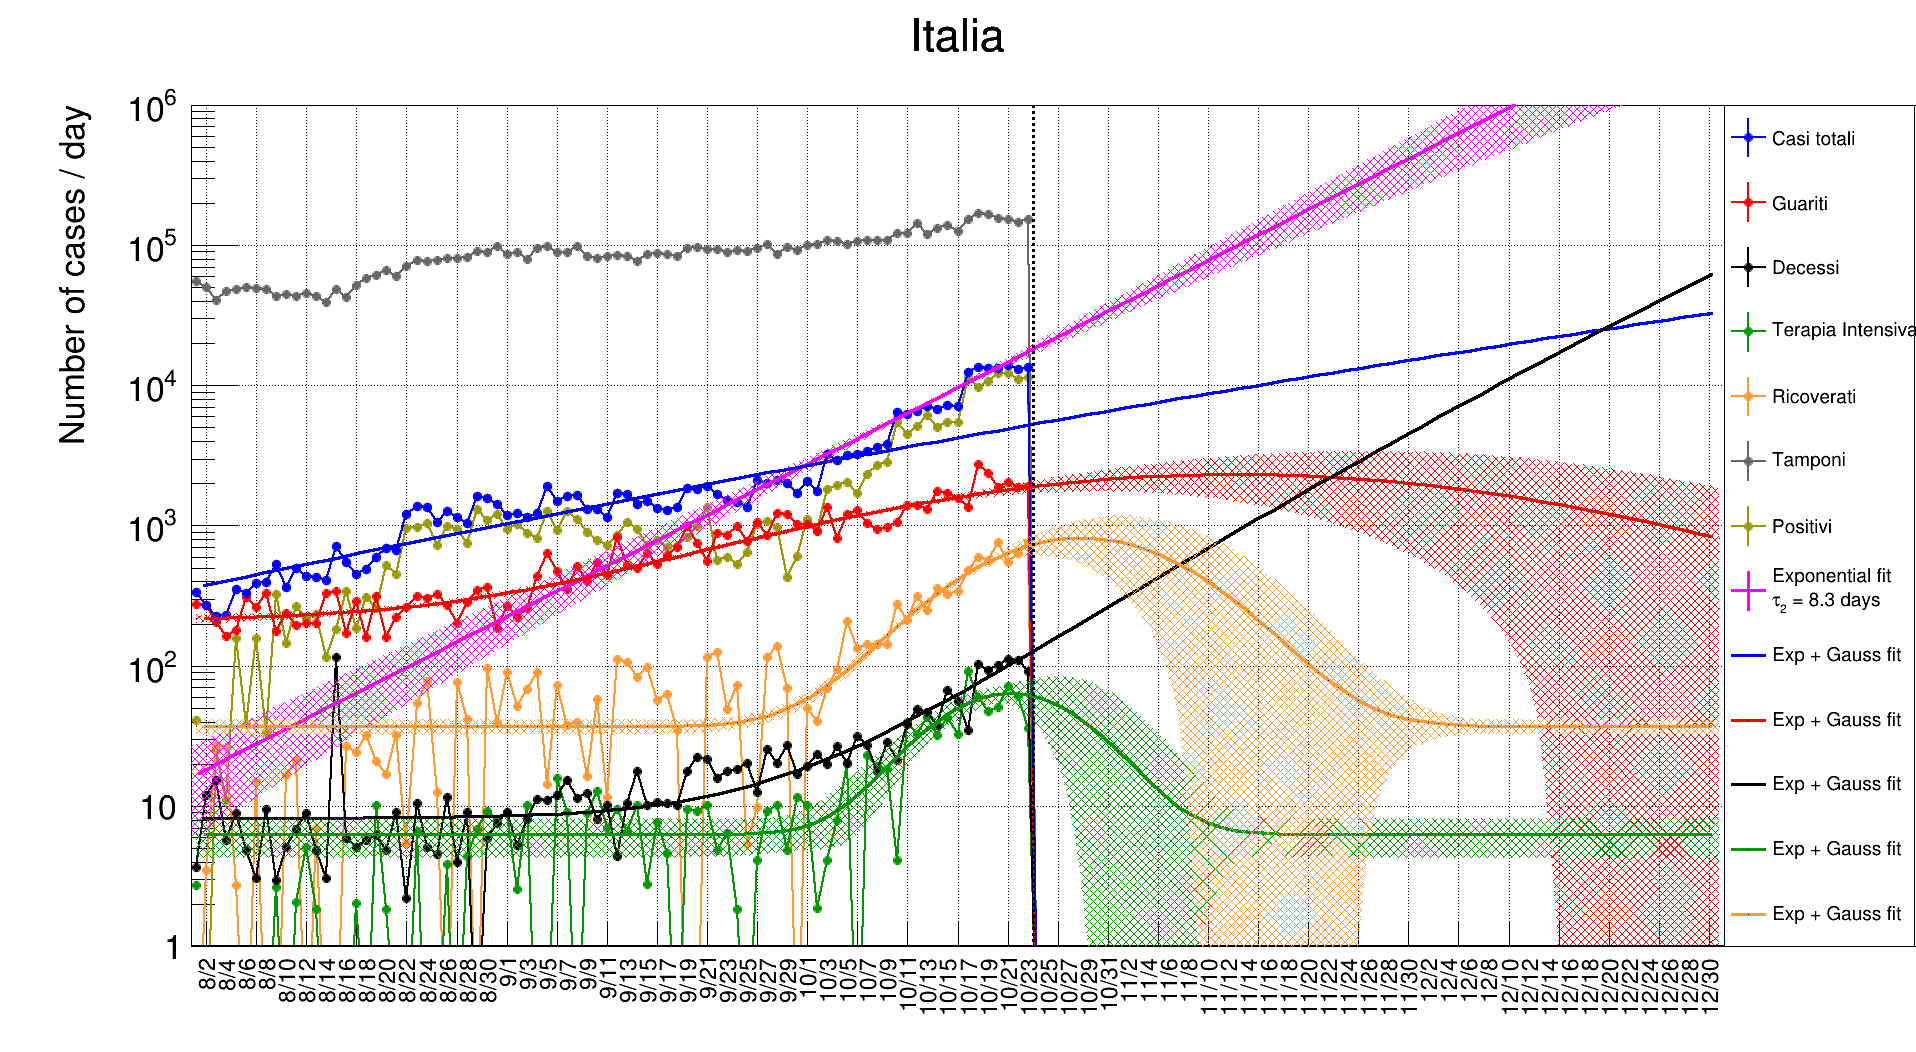 Italia
Number of cases / day
10^6
10^5
10^4
10^3
10^2
10
1
8/2 8/4 8/6 8/8 8/10 8/12 8/14 8/16 8/18 8/20 8/22 8/24 8/26 8/28 8/30 9/1 9/3 9/5 9/7 9/9 9/11 9/13 9/15 9/17 9/19 9/21 9/23 9/25 9/27 9/29 10/1 10/3 10/5 10/7 10/9 10/11 10/13 10/15 10/17 10/19 10/21 10/23 10/25 10/27 10/29 10/31 11/2 11/4 11/6 11/8 11/10 11/12 11/14 11/16 11/18 11/20 11/22 11/24 11/26 11/28 11/30 12/2 12/4 12/6 12/8 12/10 12/12 12/14 12/16 12/18 12/20 12/22 12/24 12/26 12/28 12/30
Casi totali
Guariti
Decessi
Terapia Intensiva
Ricoverati
Tamponi
Positivi
Exponential fit
τ₂ = 8.3 days
Exp + Gauss fit
Exp + Gauss fit
Exp + Gauss fit
Exp + Gauss fit
Exp + Gauss fit